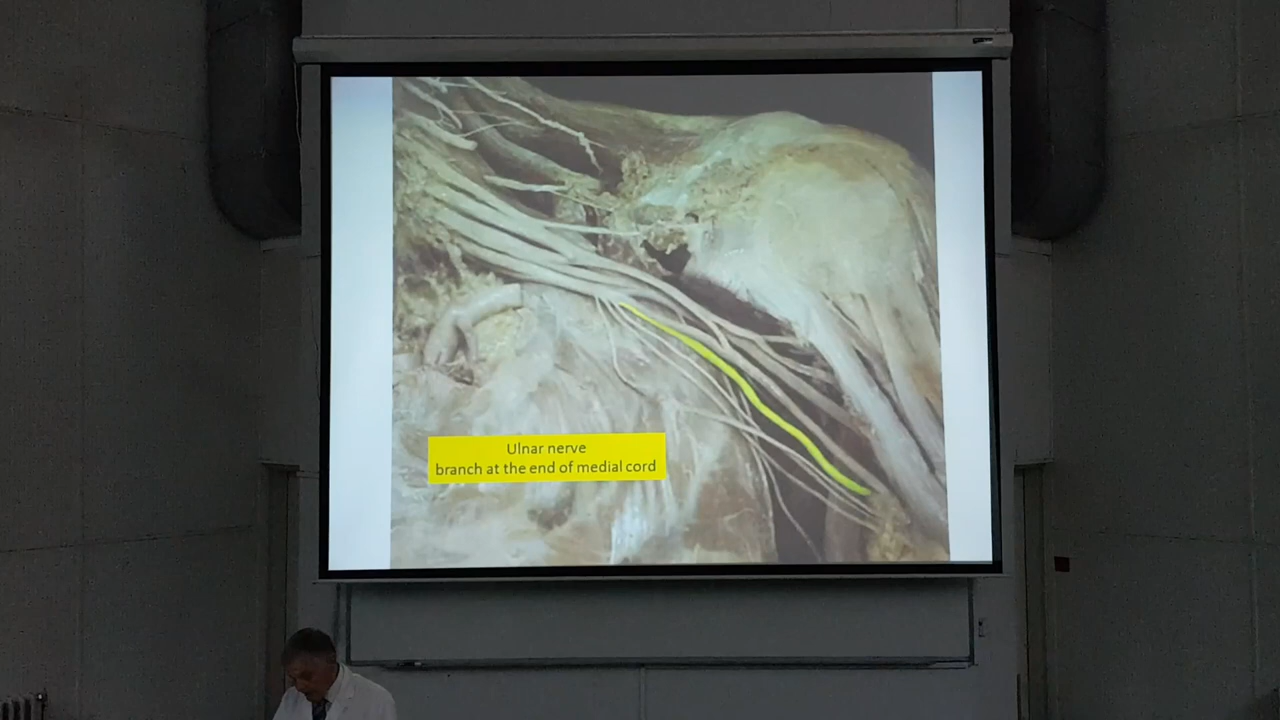 Ulnar nerve
branch at the end of medial cord